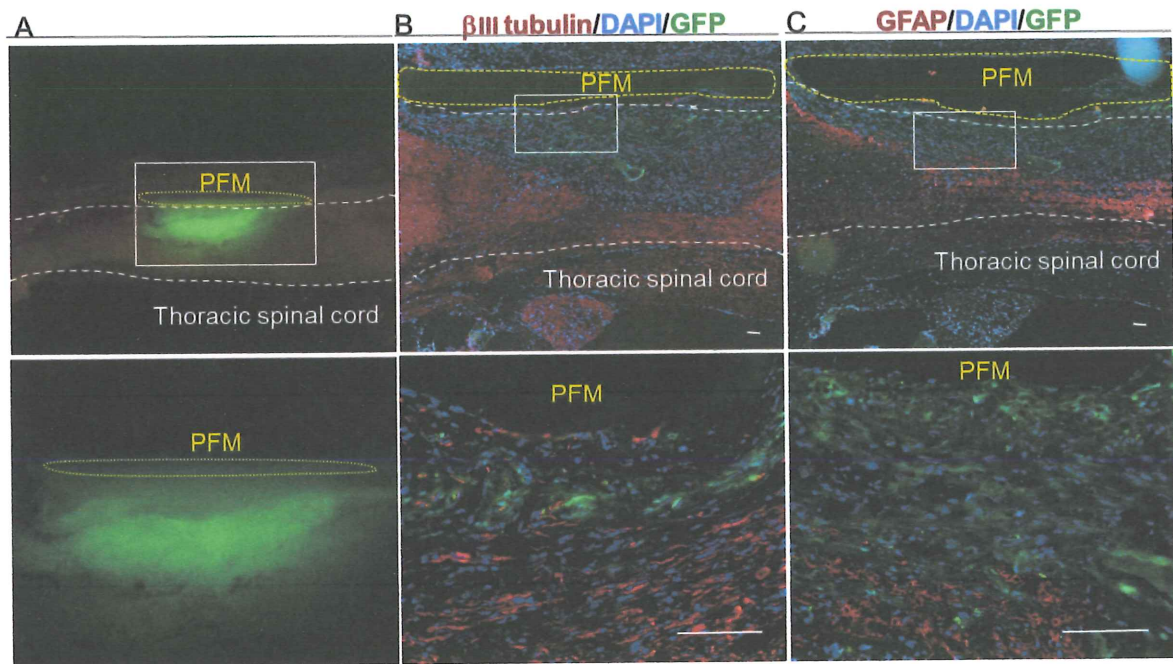 A
B
βIII tubulin/DAPI/GFP
C
GFAP/DAPI/GFP
PFM
Thoracic spinal cord
PFM
Thoracic spinal cord
PFM
Thoracic spinal cord
PFM
PFM
PFM